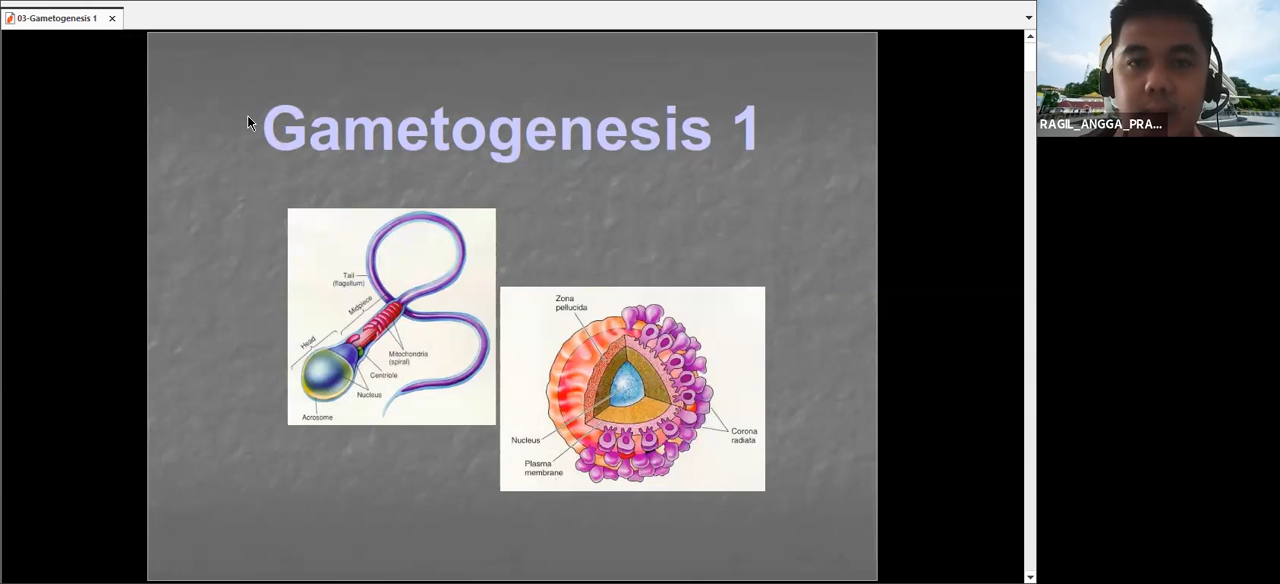 03-Gametogenesis 1
RAGIL_ANGGA_PRA...
Gametogenesis 1
Tail
(flagellum)
Midpiece
Head
Mitochondria
(spiral)
Centriole
Nucleus
Acrosome
Zona
pellucida
Nucleus
Plasma
membrane
Corona
radiata